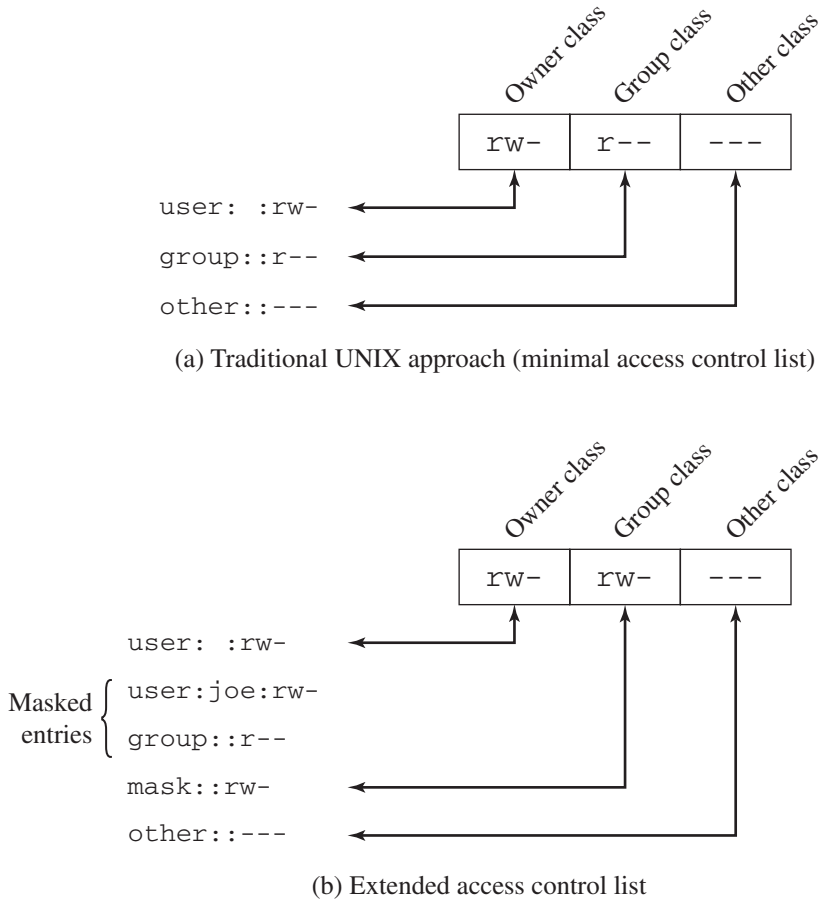 Owner class
Group class
Other class
rw- r-- ---
user: :rw-
group::r--
other::---
(a) Traditional UNIX approach (minimal access control list)
Owner class
Group class
Other class
rw- rw- ---
user: :rw-
Masked entries
user:joe:rw-
group::r--
mask::rw-
other::---
(b) Extended access control list